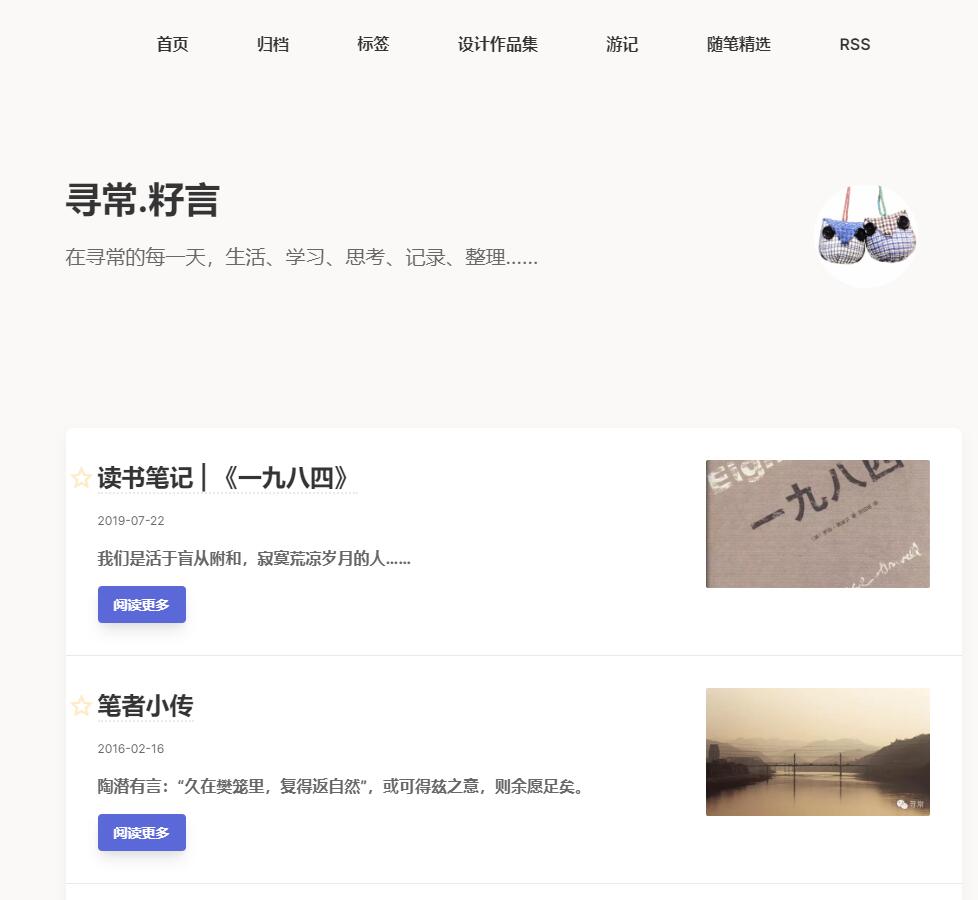 首页 归档 标签 设计作品集 游记 随笔精选 RSS
寻常.籽言
在寻常的每一天，生活、学习、思考、记录、整理……
读书笔记 | 《一九八四》
2019-07-22
我们是活于盲从附和，寂寞荒凉岁月的人……
阅读更多
一九八四
笔者小传
2016-02-16
陶潜有言：“久在樊笼里，复得返自然”，或可得兹之意，则余愿足矣。
寻常
阅读更多